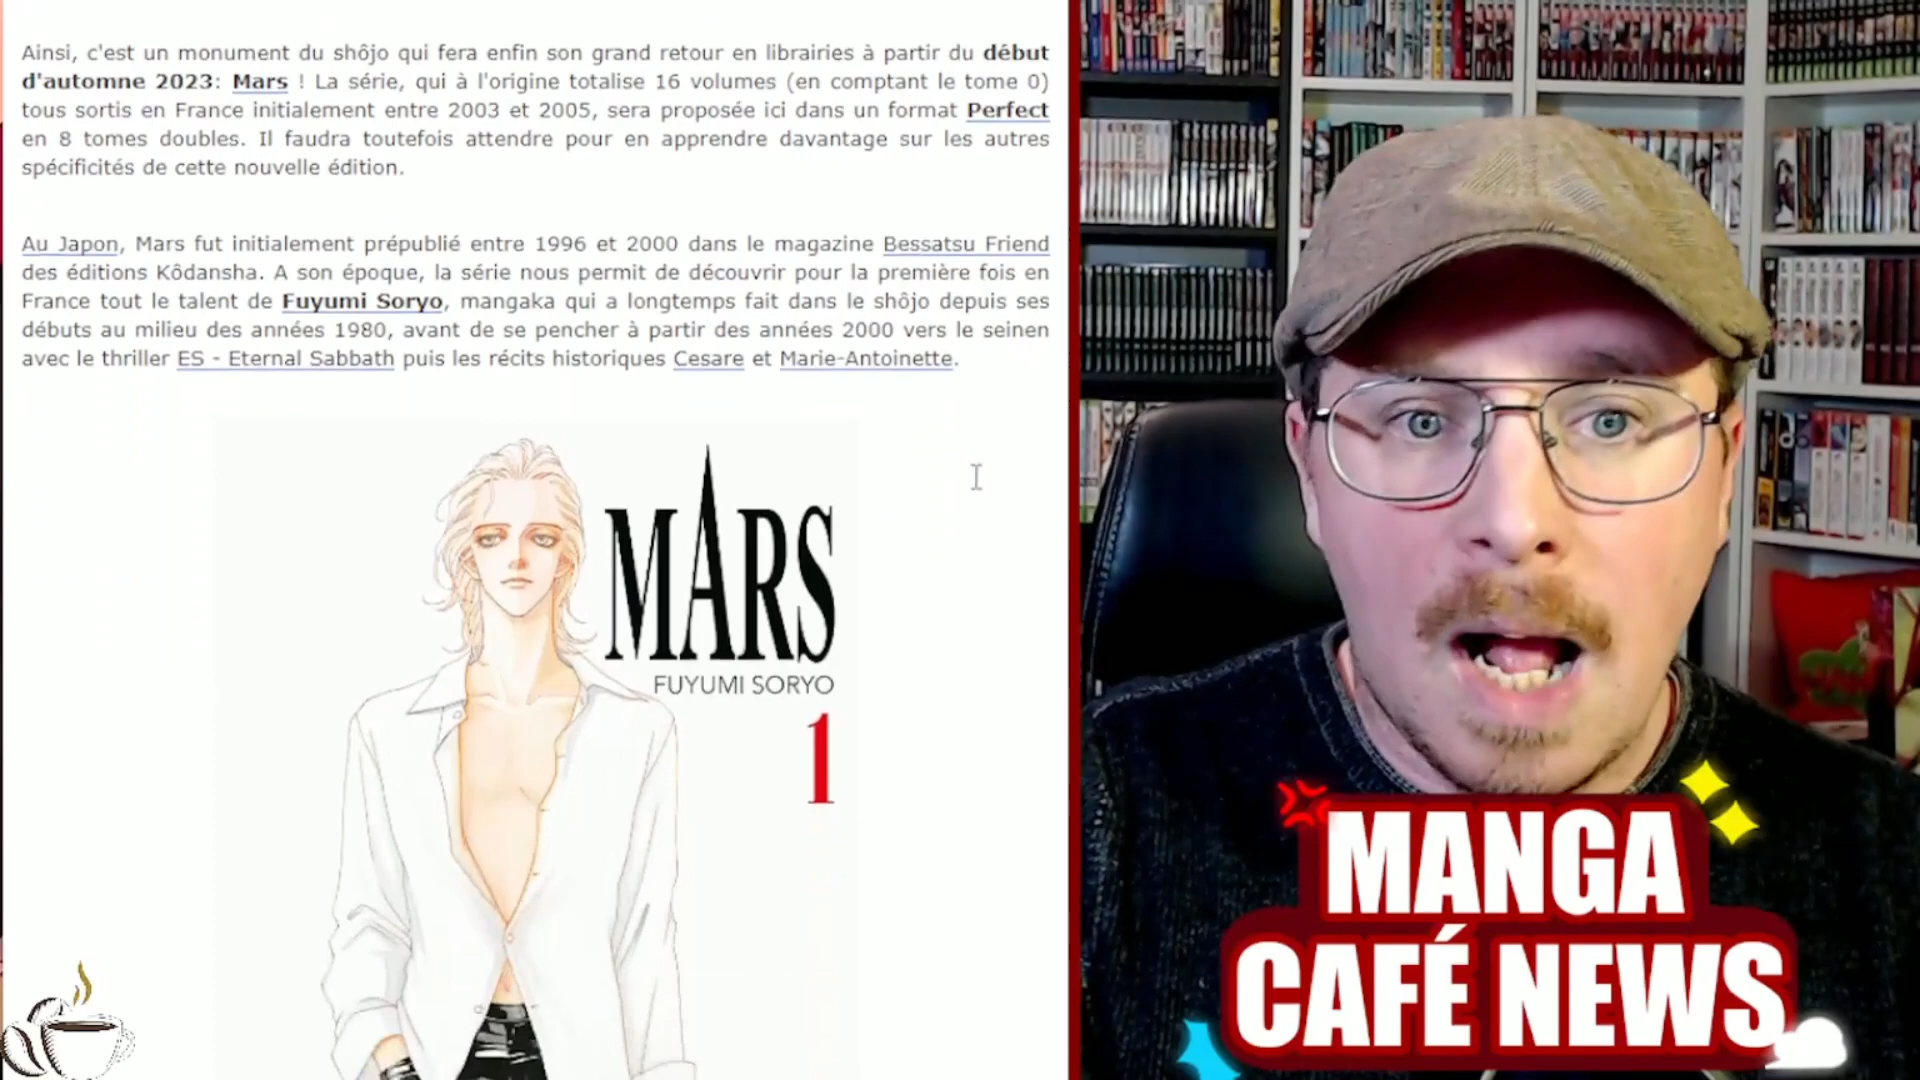 Ainsi, c'est un monument du shôjo qui fera enfin son grand retour en librairies à partir du début
d'automne 2023: Mars ! La série, qui à l'origine totalise 16 volumes (en comptant le tome 0)
tous sortis en France initialement entre 2003 et 2005, sera proposée ici dans un format Perfect
en 8 tomes doubles. Il faudra toutefois attendre pour en apprendre davantage sur les autres
spécificités de cette nouvelle édition.
Au Japon, Mars fut initialement prépublié entre 1996 et 2000 dans le magazine Bessatsu Friend
des éditions Kôdansha. A son époque, la série nous permit de découvrir pour la première fois en
France tout le talent de Fuyumi Soryo, mangaka qui a longtemps fait dans le shôjo depuis ses
débuts au milieu des années 1980, avant de se pencher à partir des années 2000 vers le seinen
avec le thriller ES - Eternal Sabbath puis les récits historiques Cesare et Marie-Antoinette.
MARS
FUYUMI SORYO
1
MANGA
CAFÉ NEWS